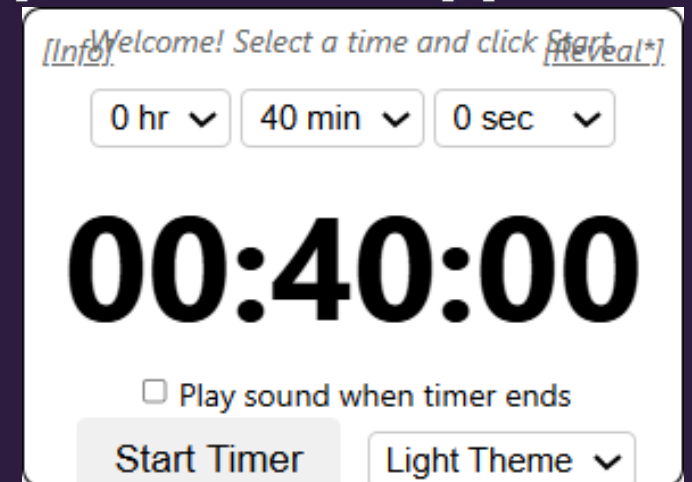 Welcome! Select a time and click Start.
[Info] [Reveal*]
0 hr 40 min 0 sec
00:40:00
Play sound when timer ends
Start Timer Light Theme